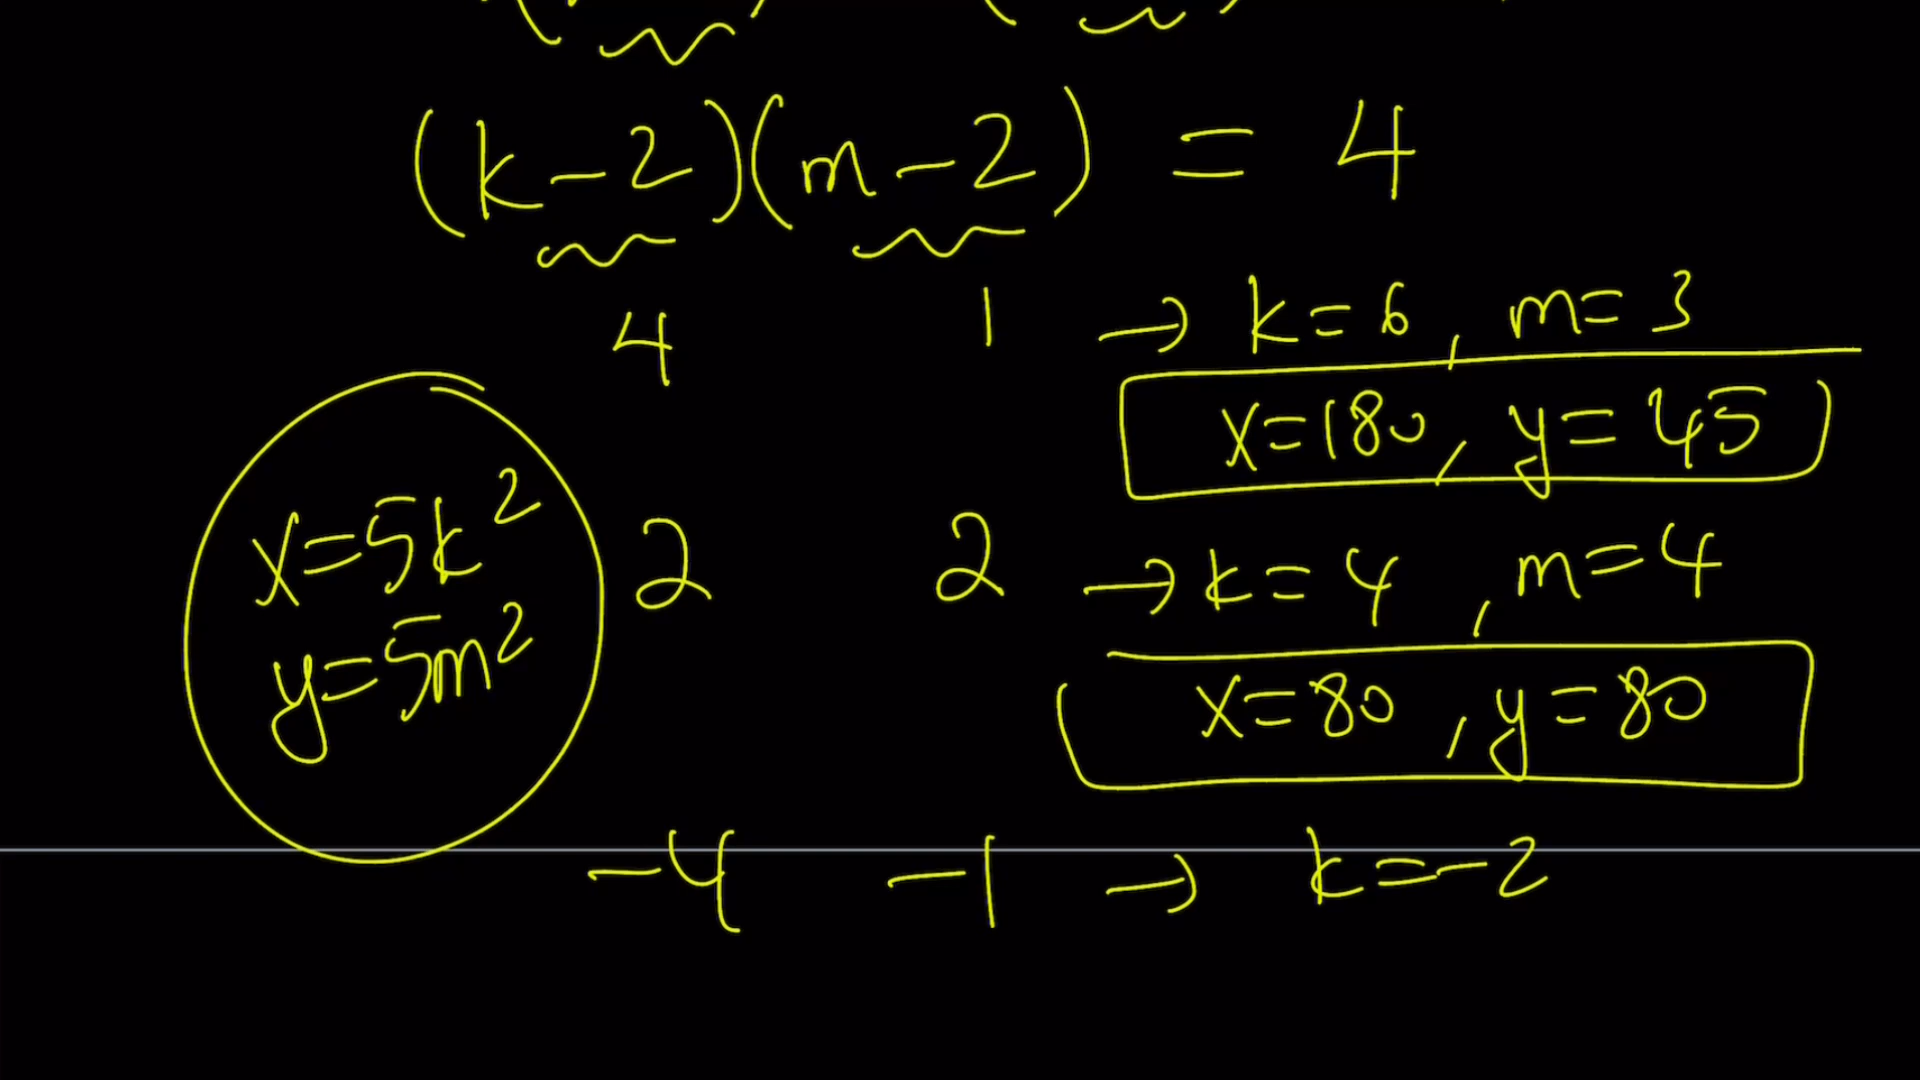 (k-2)(m-2) = 4
4 1 → k=6, m=3
x=180, y=45
x=5k²
2 2 → k=4, m=4
y=5m²
x=80, y=80
-4 -1 → k=-2